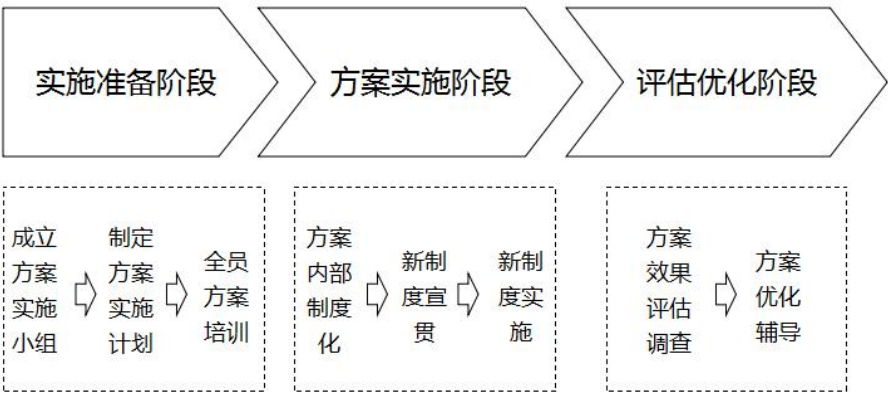 实施准备阶段
方案实施阶段
评估优化阶段
成立
方案
实施
小组
制定
方案
实施
计划
全员
方案
培训
方案
内部
制度
化
新制
度宣
贯
新制
度实
施
方案
效果
评估
调查
方案
优化
辅导